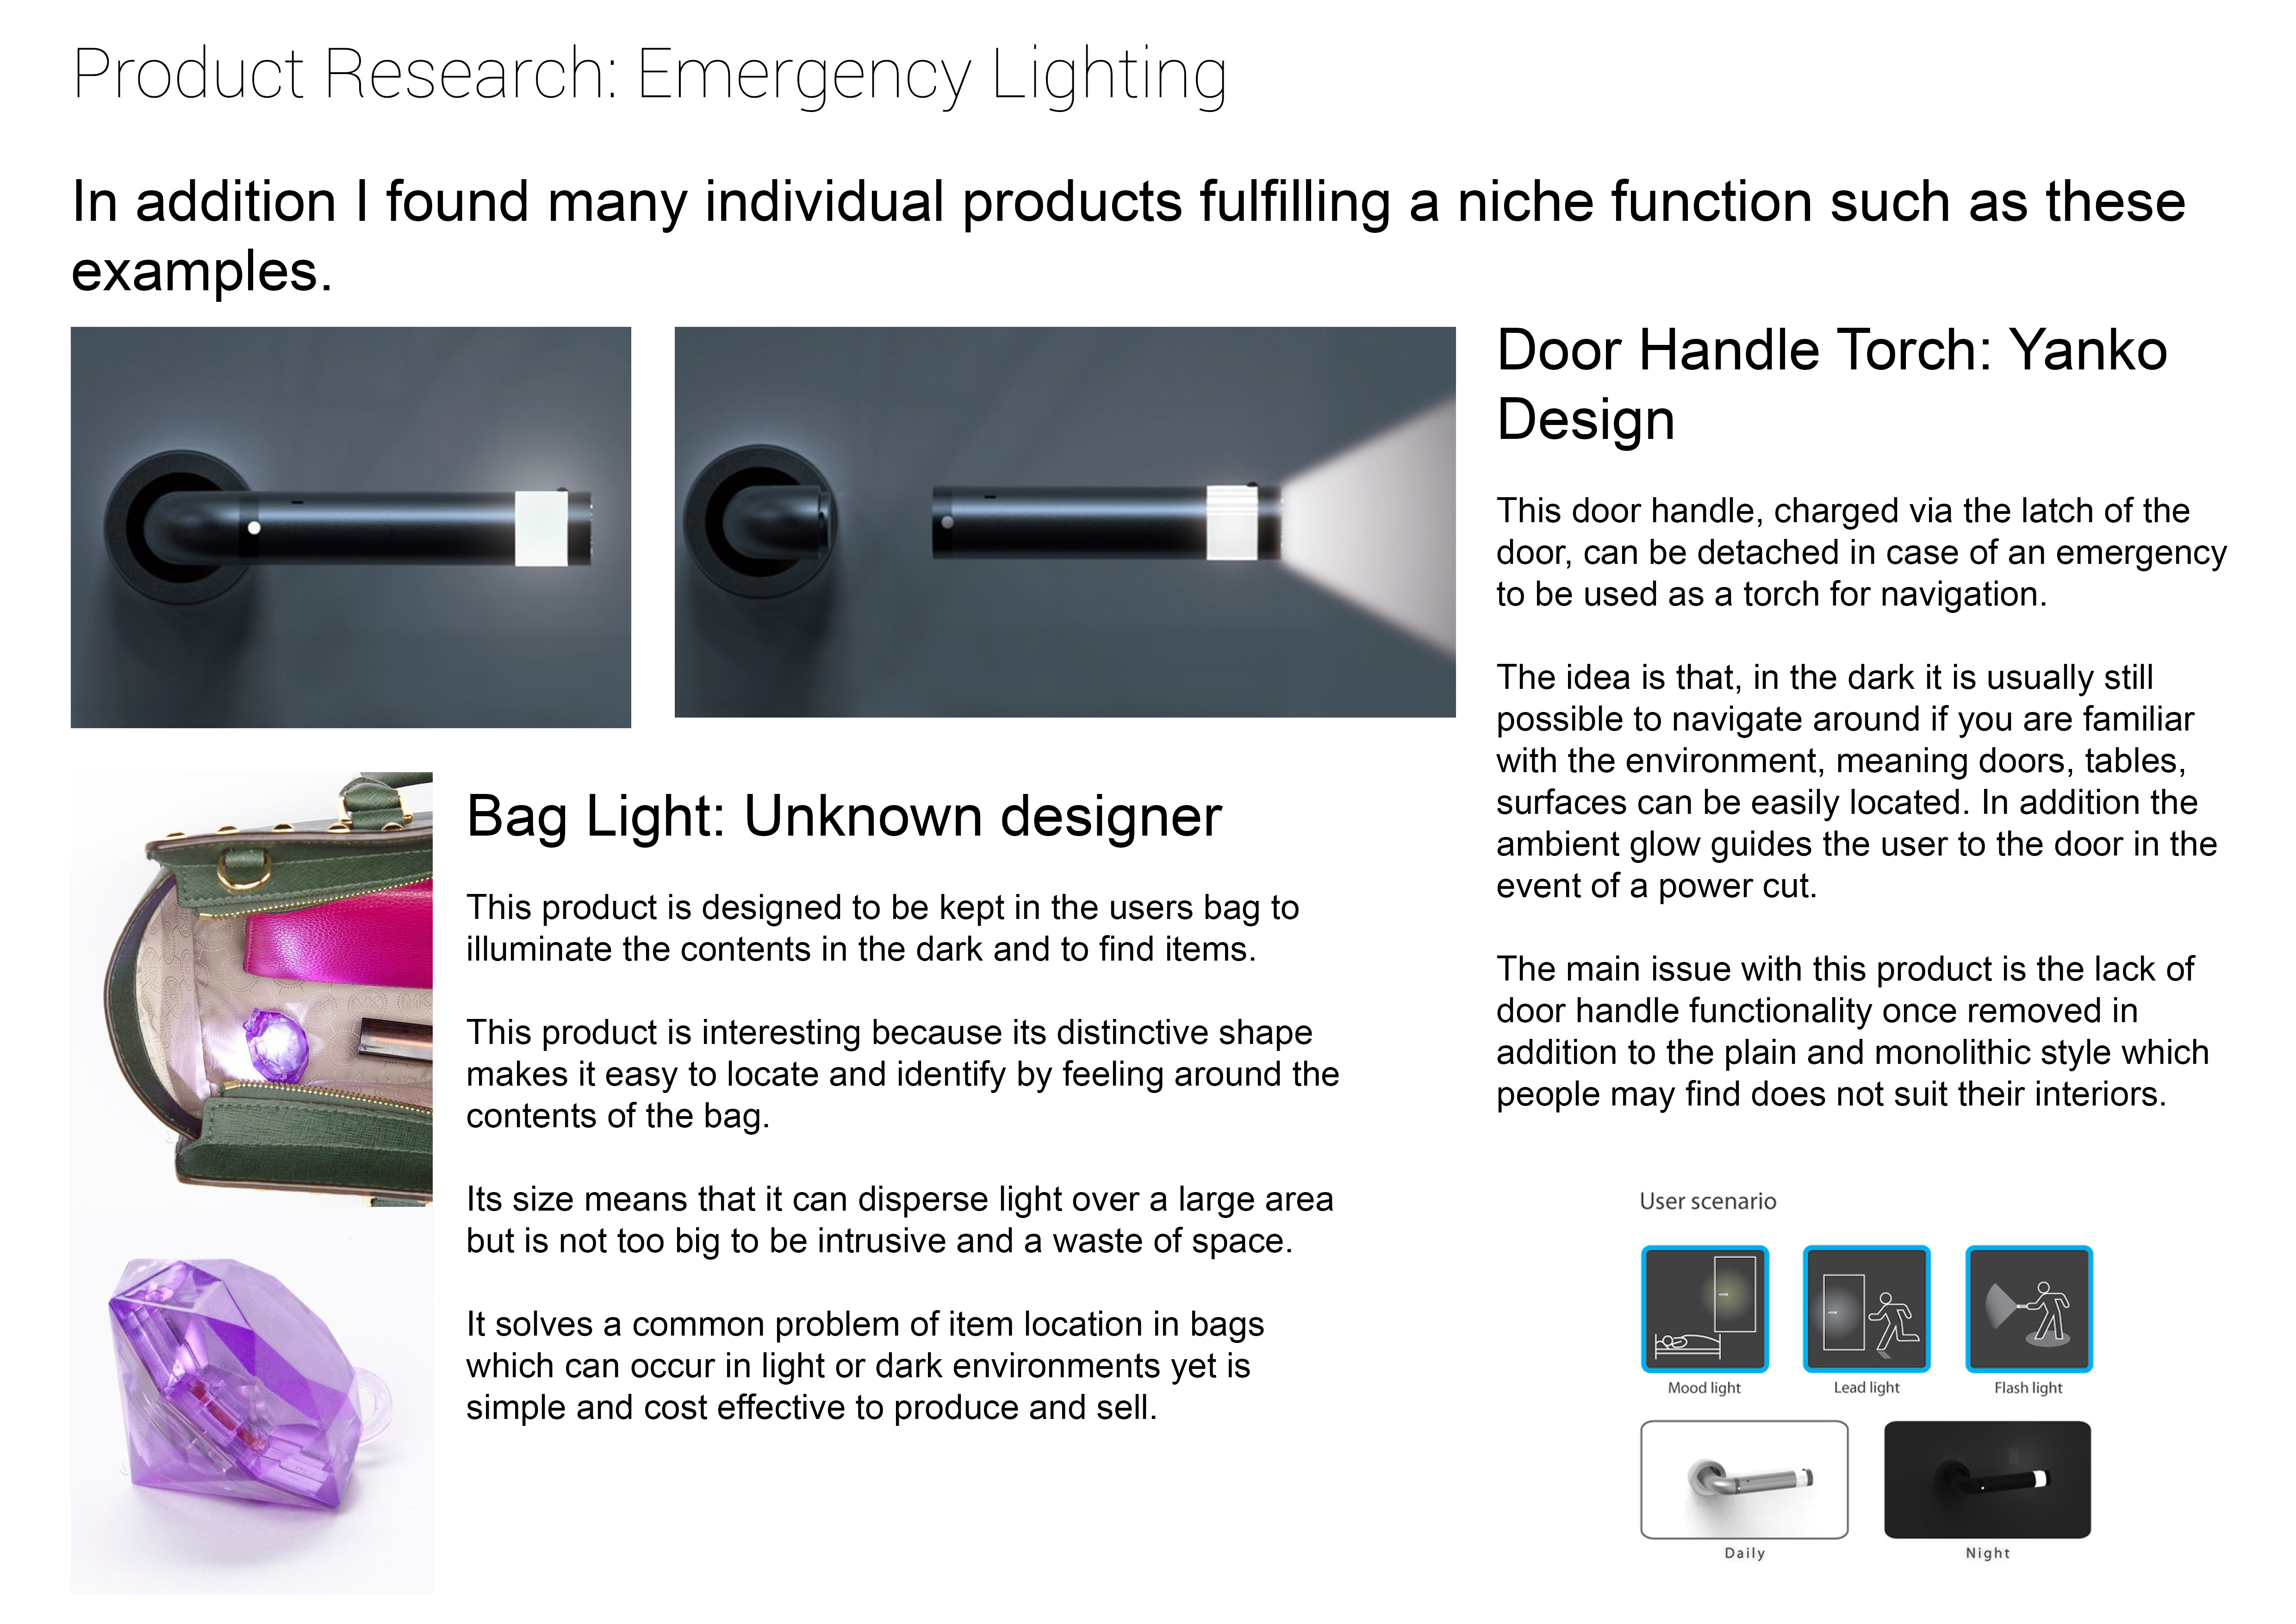 Product Research: Emergency Lighting
In addition I found many individual products fulfilling a niche function such as these
examples.
Door Handle Torch: Yanko
Design
This door handle, charged via the latch of the
door, can be detached in case of an emergency
to be used as a torch for navigation.
The idea is that, in the dark it is usually still
possible to navigate around if you are familiar
with the environment, meaning doors, tables,
surfaces can be easily located. In addition the
ambient glow guides the user to the door in the
event of a power cut.
The main issue with this product is the lack of
door handle functionality once removed in
addition to the plain and monolithic style which
people may find does not suit their interiors.
Bag Light: Unknown designer
This product is designed to be kept in the users bag to
illuminate the contents in the dark and to find items.
This product is interesting because its distinctive shape
makes it easy to locate and identify by feeling around the
contents of the bag.
Its size means that it can disperse light over a large area
but is not too big to be intrusive and a waste of space.
It solves a common problem of item location in bags
which can occur in light or dark environments yet is
simple and cost effective to produce and sell.
User scenario
Mood light
Lead light
Flash light
Daily
Night